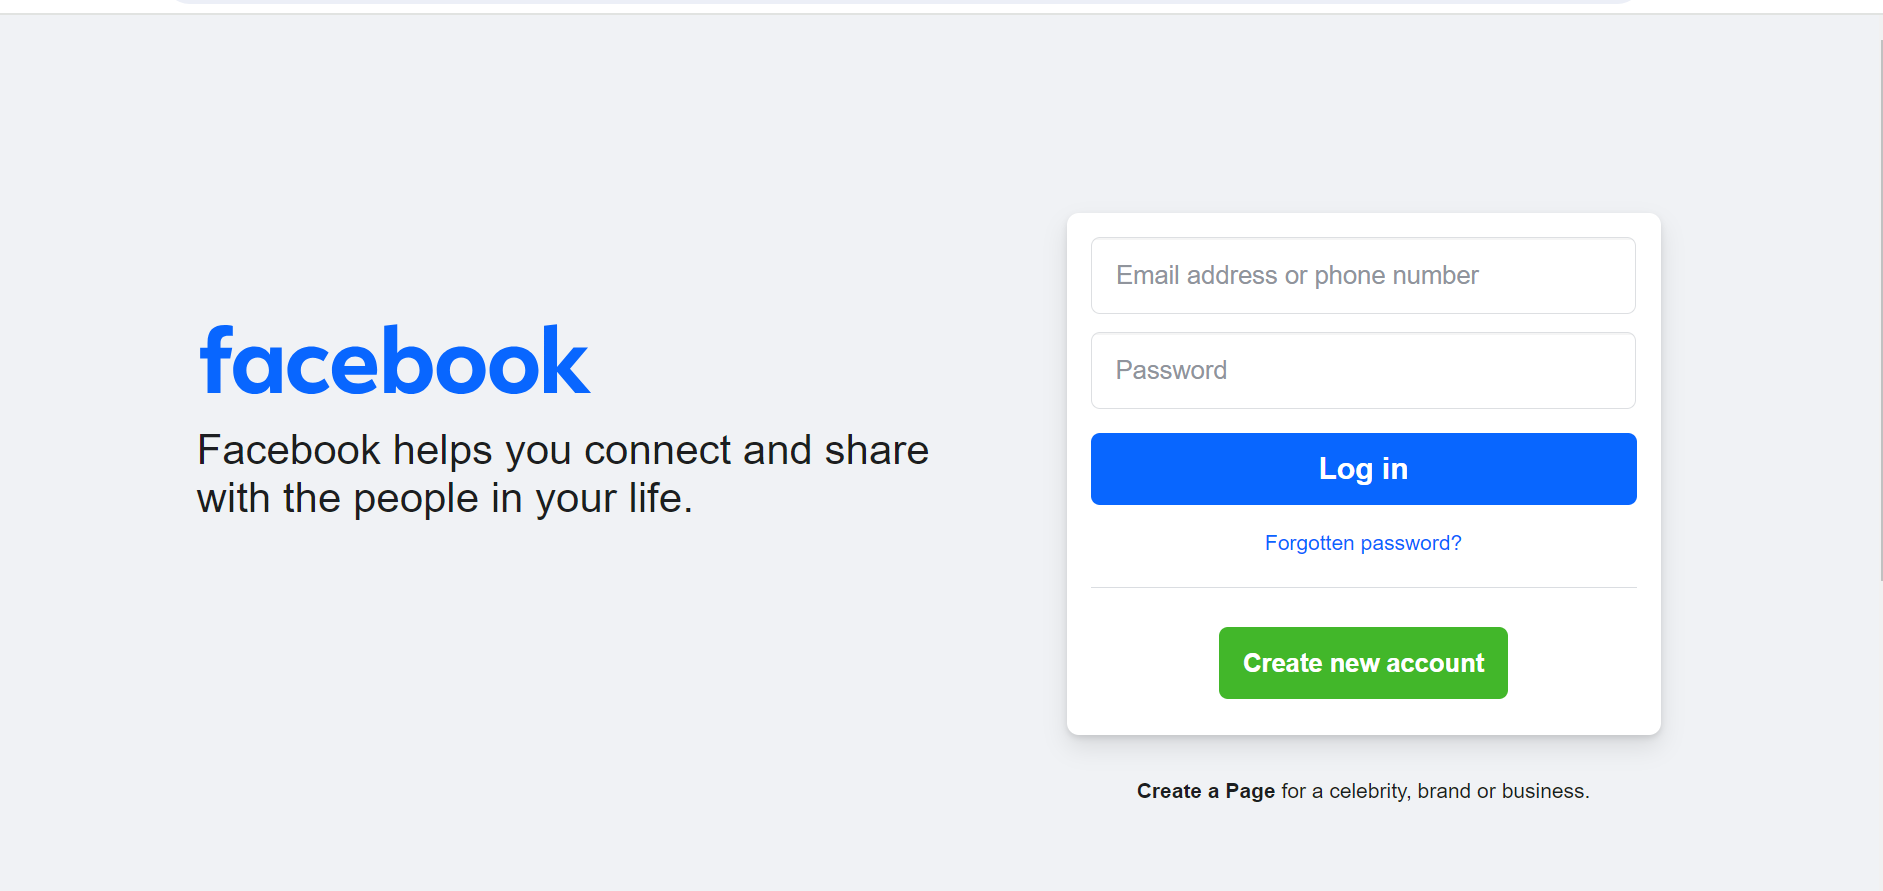 facebook
Facebook helps you connect and share
with the people in your life.
Email address or phone number
Password
Log in
Forgotten password?
Create new account
Create a Page for a celebrity, brand or business.